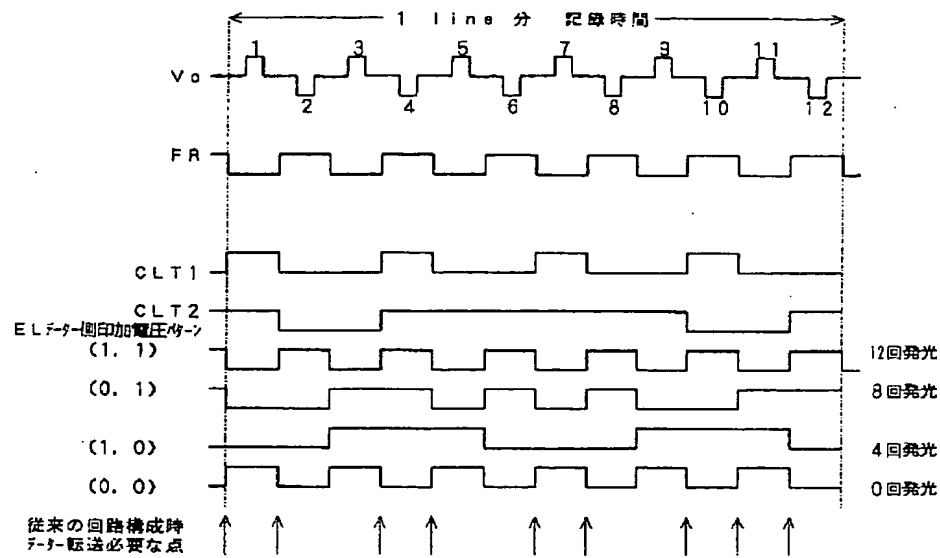 1 line 分 記録時間
1 3 5 7 9 11
Va
2 4 6 8 10 12
FR
CLT1
CLT2
ELデーター側印加電圧パターン
(1, 1) 12回発光
(0, 1) 8回発光
(1, 0) 4回発光
(0, 0) 0回発光
従来の回路構成時
データー転送必要な点